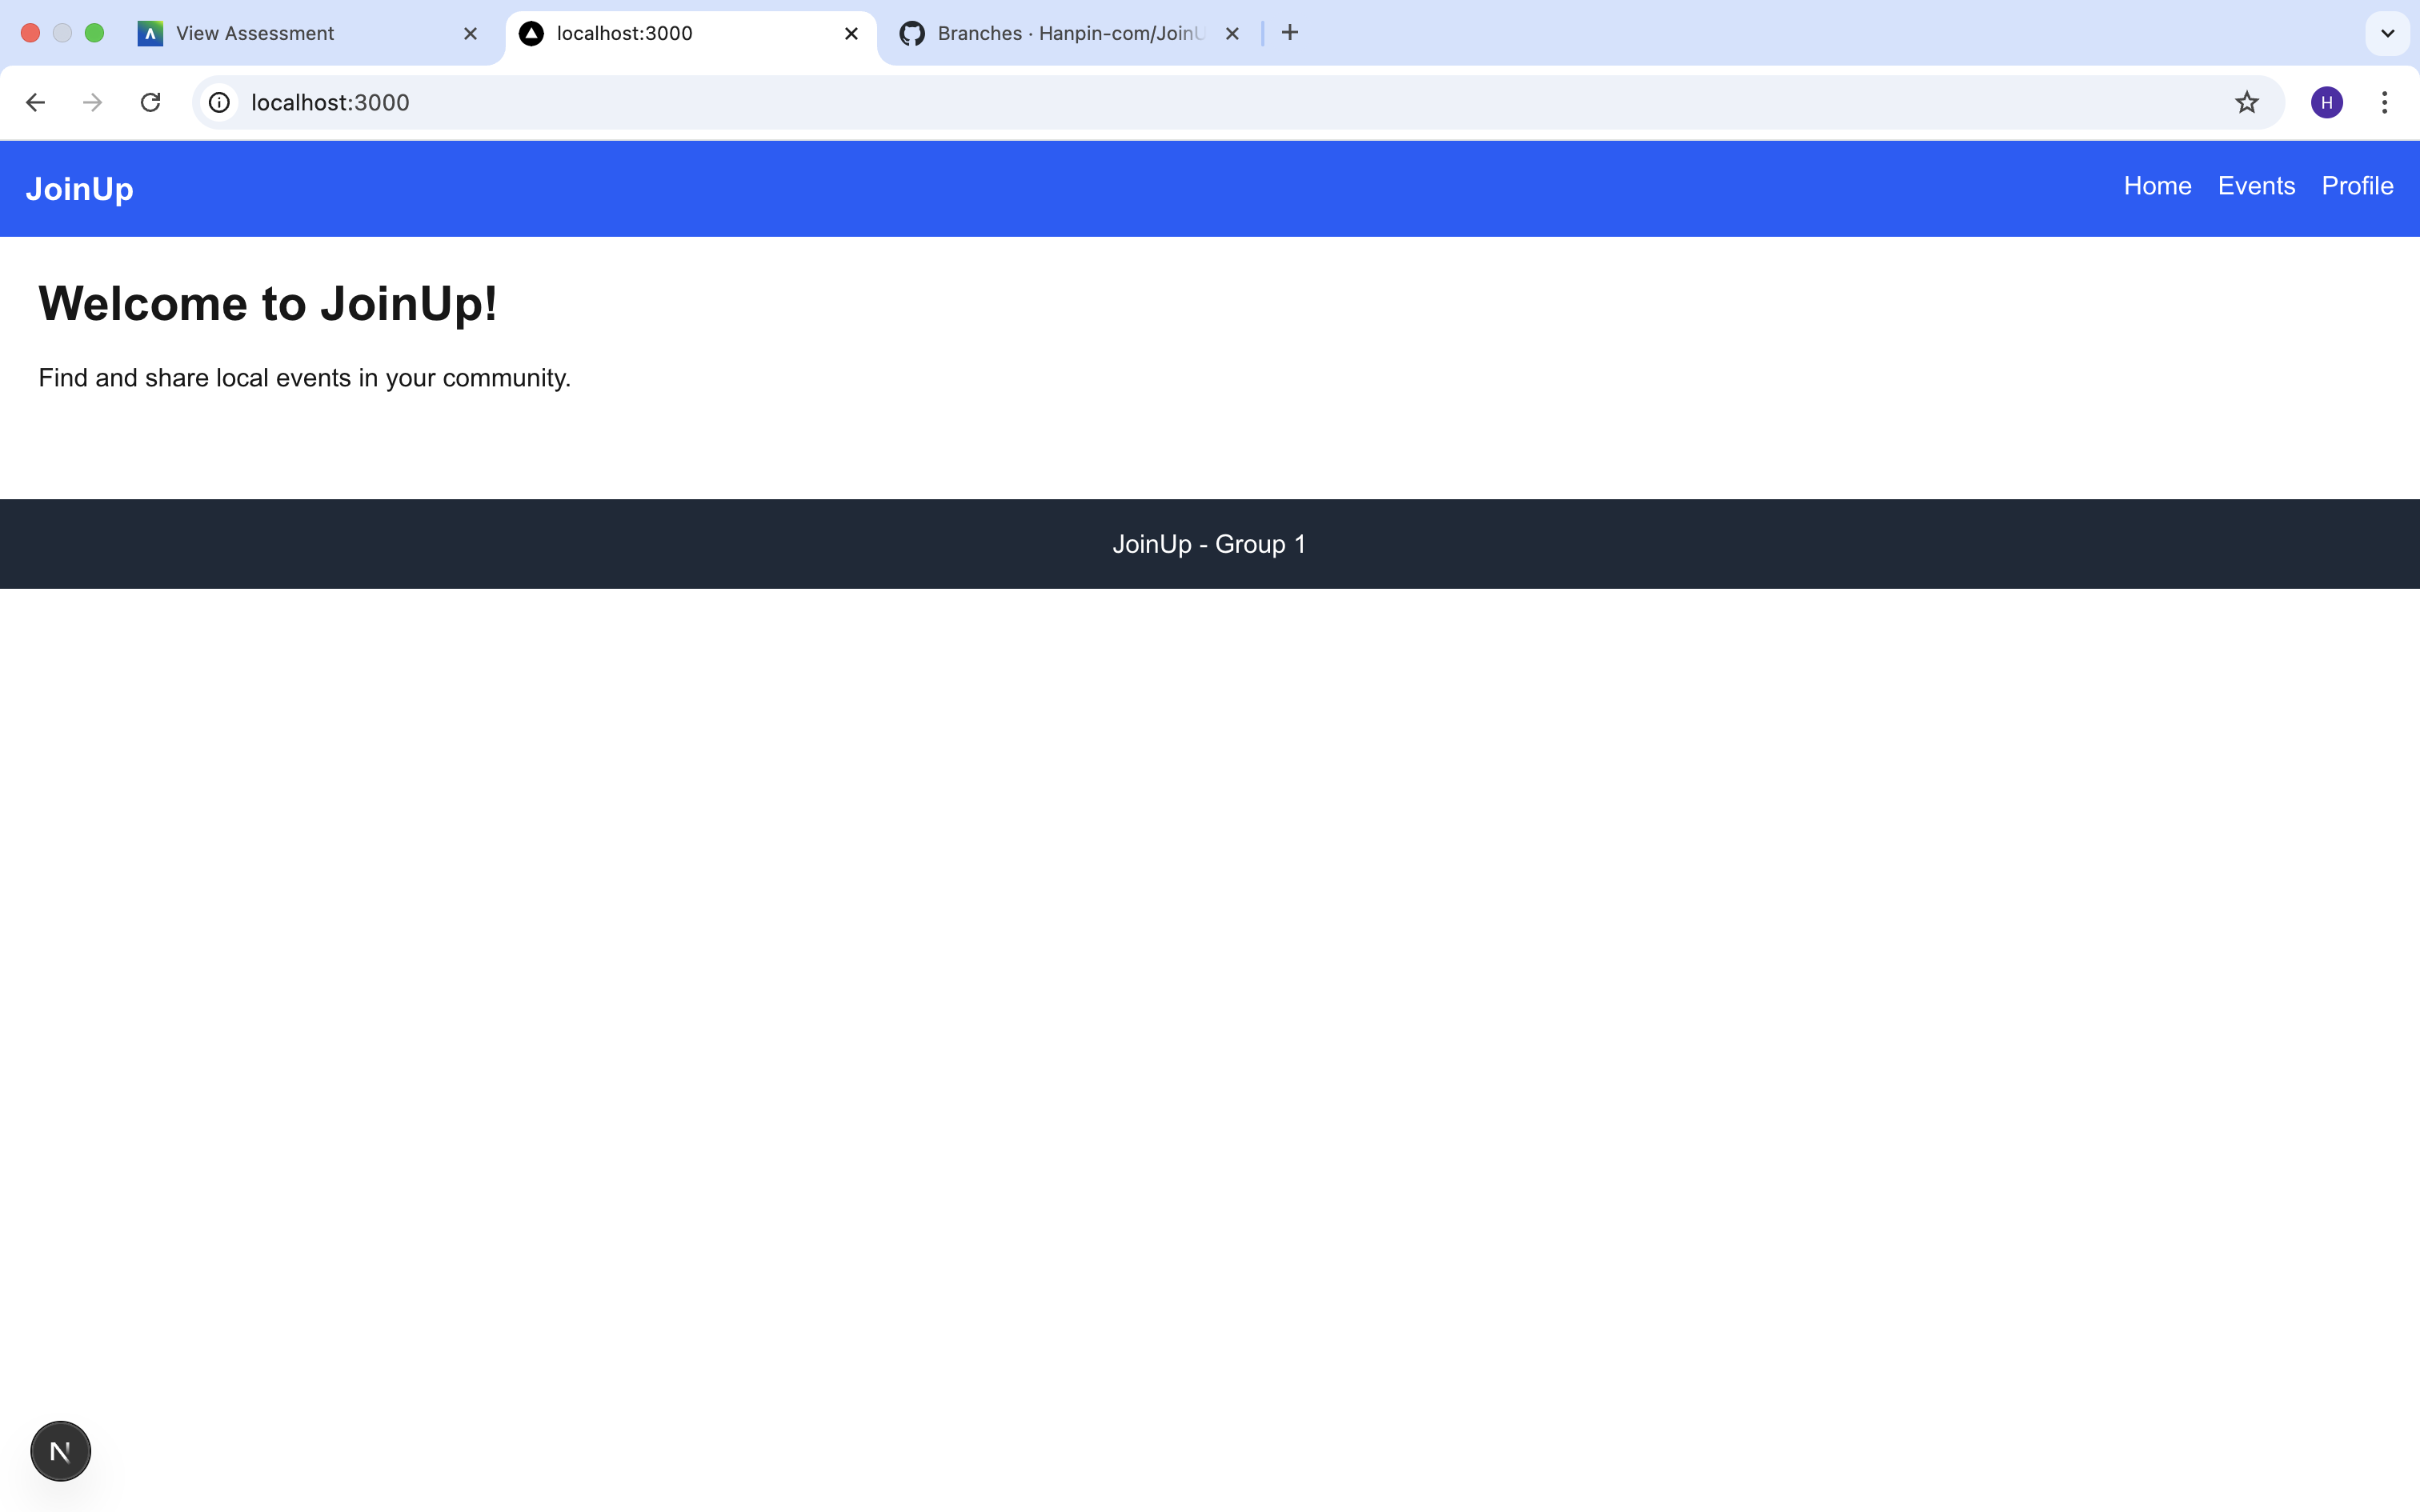 View Assessment
localhost:3000
Branches · Hanpin-com/JoinU
localhost:3000
H
JoinUp
Home Events Profile
Welcome to JoinUp!
Find and share local events in your community.
JoinUp - Group 1
N